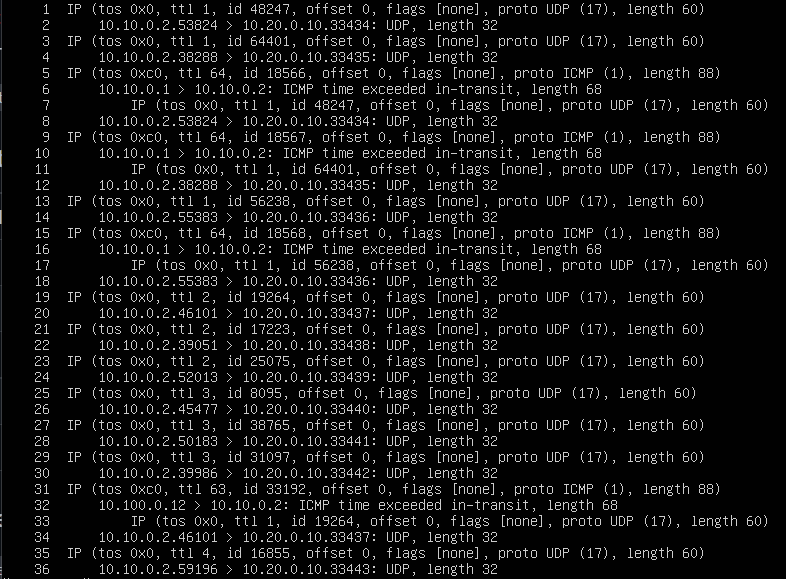 1 IP (tos 0x0, ttl 1, id 48247, offset 0, flags [none], proto UDP (17), length 60)
2 10.10.0.2.53824 > 10.20.0.10.33434: UDP, length 32
3 IP (tos 0x0, ttl 1, id 64401, offset 0, flags [none], proto UDP (17), length 60)
4 10.10.0.2.38288 > 10.20.0.10.33435: UDP, length 32
5 IP (tos 0xc0, ttl 64, id 18566, offset 0, flags [none], proto ICMP (1), length 88)
6 10.10.0.1 > 10.10.0.2: ICMP time exceeded in-transit, length 68
7 IP (tos 0x0, ttl 1, id 48247, offset 0, flags [none], proto UDP (17), length 60)
8 10.10.0.2.53824 > 10.20.0.10.33434: UDP, length 32
9 IP (tos 0xc0, ttl 64, id 18567, offset 0, flags [none], proto ICMP (1), length 88)
10 10.10.0.1 > 10.10.0.2: ICMP time exceeded in-transit, length 68
11 IP (tos 0x0, ttl 1, id 64401, offset 0, flags [none], proto UDP (17), length 60)
12 10.10.0.2.38288 > 10.20.0.10.33435: UDP, length 32
13 IP (tos 0x0, ttl 1, id 56238, offset 0, flags [none], proto UDP (17), length 60)
14 10.10.0.2.55383 > 10.20.0.10.33436: UDP, length 32
15 IP (tos 0xc0, ttl 64, id 18568, offset 0, flags [none], proto ICMP (1), length 88)
16 10.10.0.1 > 10.10.0.2: ICMP time exceeded in-transit, length 68
17 IP (tos 0x0, ttl 1, id 56238, offset 0, flags [none], proto UDP (17), length 60)
18 10.10.0.2.55383 > 10.20.0.10.33436: UDP, length 32
19 IP (tos 0x0, ttl 2, id 19264, offset 0, flags [none], proto UDP (17), length 60)
20 10.10.0.2.46101 > 10.20.0.10.33437: UDP, length 32
21 IP (tos 0x0, ttl 2, id 17223, offset 0, flags [none], proto UDP (17), length 60)
22 10.10.0.2.39051 > 10.20.0.10.33438: UDP, length 32
23 IP (tos 0x0, ttl 2, id 25075, offset 0, flags [none], proto UDP (17), length 60)
24 10.10.0.2.52013 > 10.20.0.10.33439: UDP, length 32
25 IP (tos 0x0, ttl 3, id 8095, offset 0, flags [none], proto UDP (17), length 60)
26 10.10.0.2.45477 > 10.20.0.10.33440: UDP, length 32
27 IP (tos 0x0, ttl 3, id 38765, offset 0, flags [none], proto UDP (17), length 60)
28 10.10.0.2.50183 > 10.20.0.10.33441: UDP, length 32
29 IP (tos 0x0, ttl 3, id 31097, offset 0, flags [none], proto UDP (17), length 60)
30 10.10.0.2.39986 > 10.20.0.10.33442: UDP, length 32
31 IP (tos 0xc0, ttl 63, id 33192, offset 0, flags [none], proto ICMP (1), length 88)
32 10.100.0.12 > 10.10.0.2: ICMP time exceeded in-transit, length 68
33 IP (tos 0x0, ttl 1, id 19264, offset 0, flags [none], proto UDP (17), length 60)
34 10.10.0.2.46101 > 10.20.0.10.33437: UDP, length 32
35 IP (tos 0x0, ttl 4, id 16855, offset 0, flags [none], proto UDP (17), length 60)
36 10.10.0.2.59196 > 10.20.0.10.33443: UDP, length 32